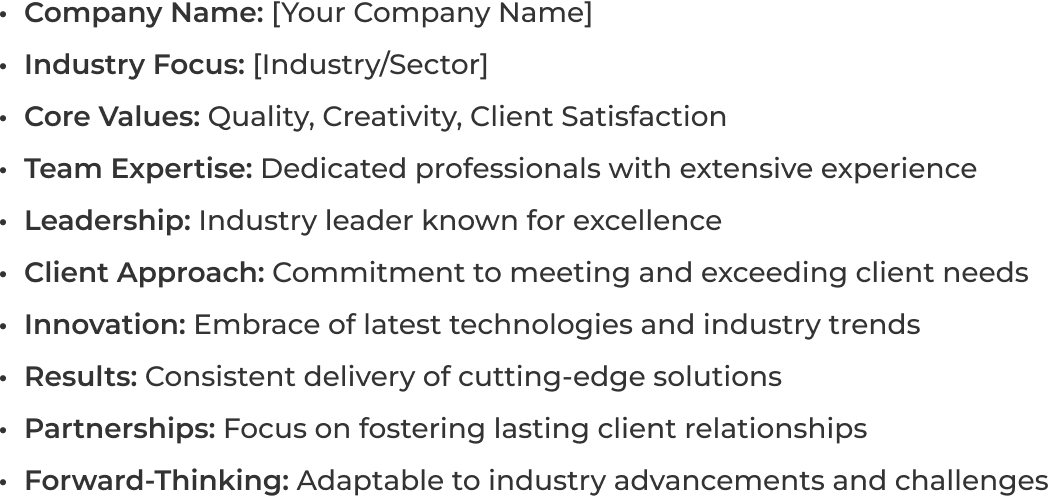 • Company Name: [Your Company Name]
• Industry Focus: [Industry/Sector]
• Core Values: Quality, Creativity, Client Satisfaction
• Team Expertise: Dedicated professionals with extensive experience
• Leadership: Industry leader known for excellence
• Client Approach: Commitment to meeting and exceeding client needs
• Innovation: Embrace of latest technologies and industry trends
• Results: Consistent delivery of cutting-edge solutions
• Partnerships: Focus on fostering lasting client relationships
• Forward-Thinking: Adaptable to industry advancements and challenges